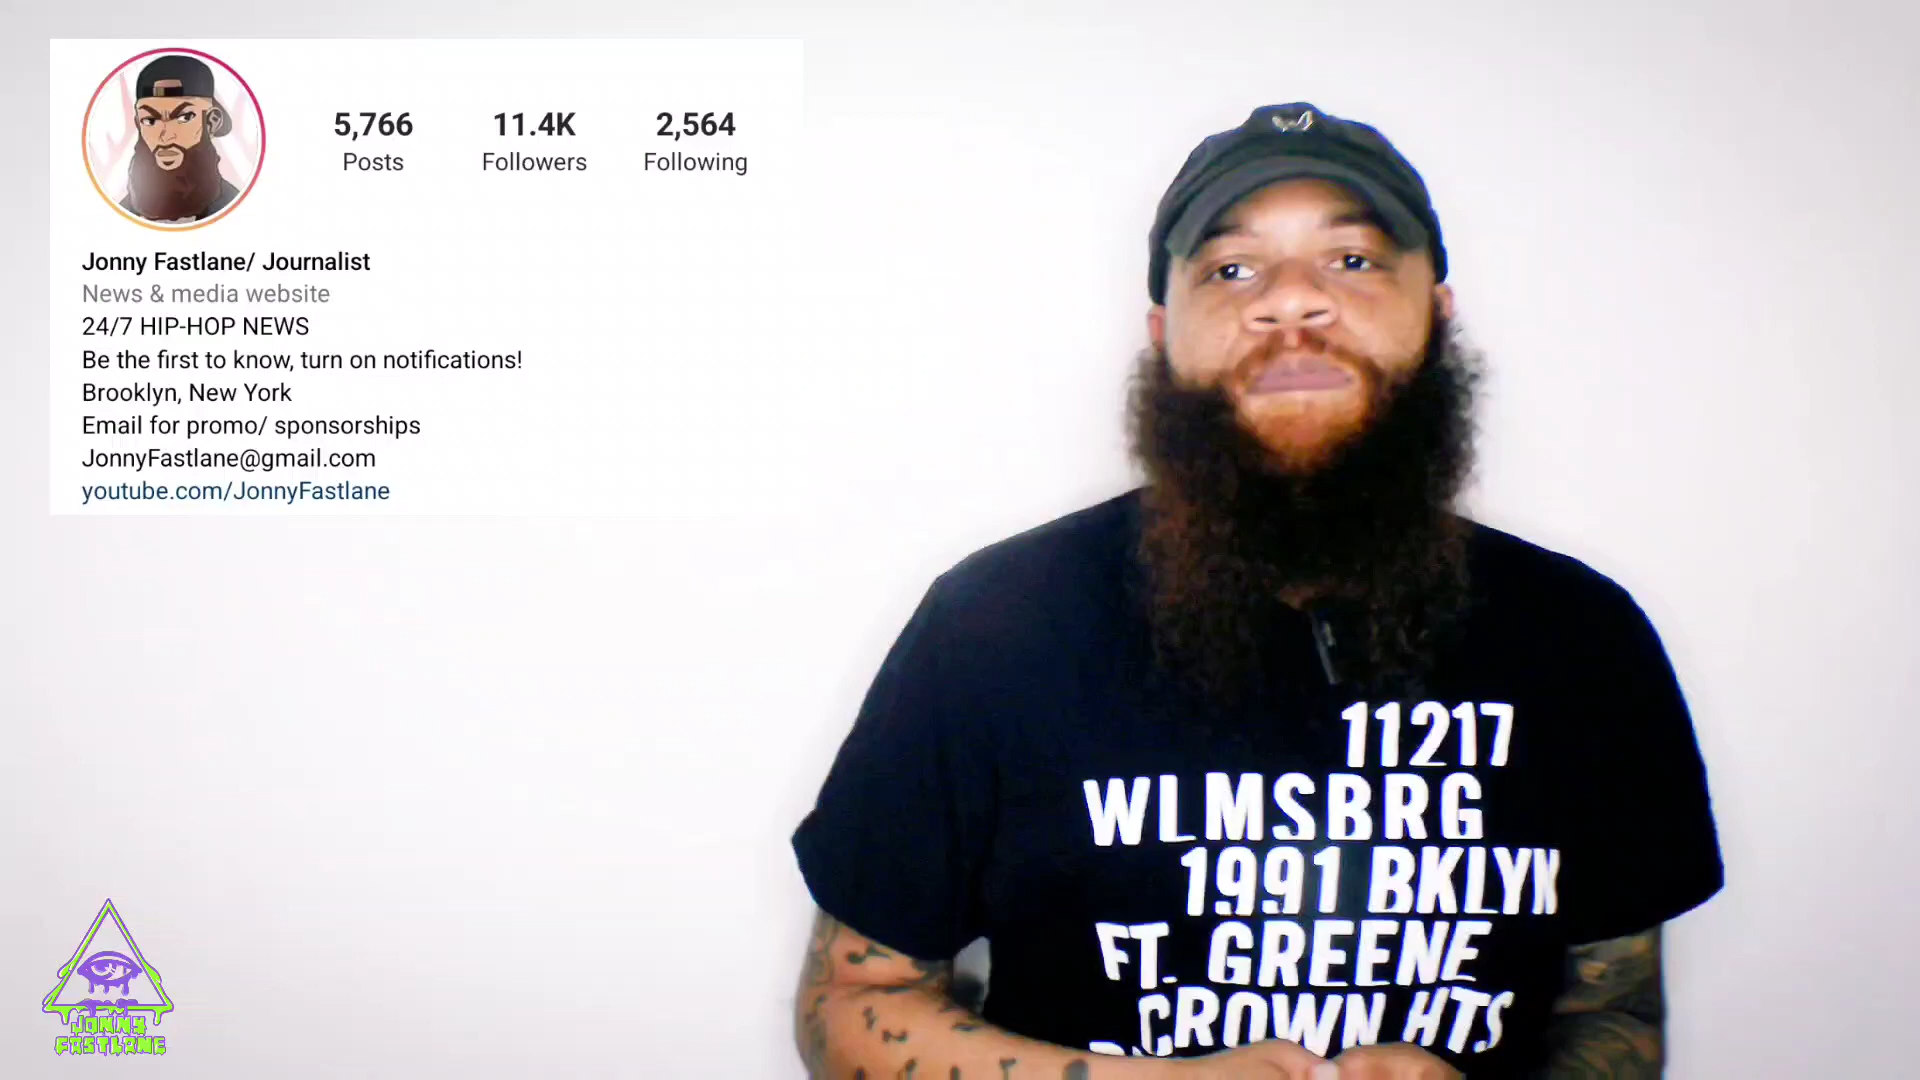 5,766 11.4K 2,564
Posts Followers Following
Jonny Fastlane/ Journalist
News & media website
24/7 HIP-HOP NEWS
Be the first to know, turn on notifications!
Brooklyn, New York
Email for promo/ sponsorships
JonnyFastlane@gmail.com
youtube.com/JonnyFastlane
11217
WLMSBRG
1991 BKLYN
FT. GREENE
CROWN HTS
JONNY
FASTLANE